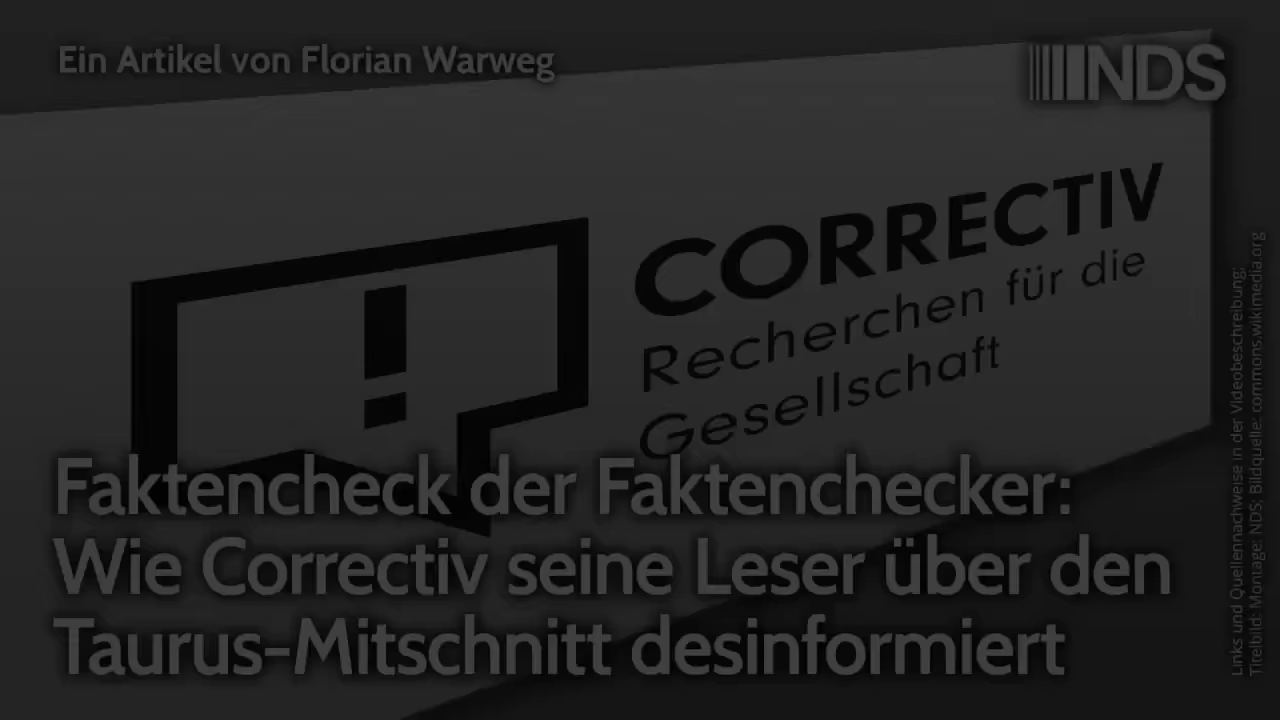 Ein Artikel von Florian Warweg
NDS
CORRECTIV
Recherchen für die
Gesellschaft
Faktencheck der Faktenchecker:
Wie Correctiv seine Leser über den
Taurus-Mitschnitt desinformiert
Links und Quellennachweise in der Videobeschreibung;
Titelbild: Montage: NDS; Bildquelle: commons.wikimedia.org